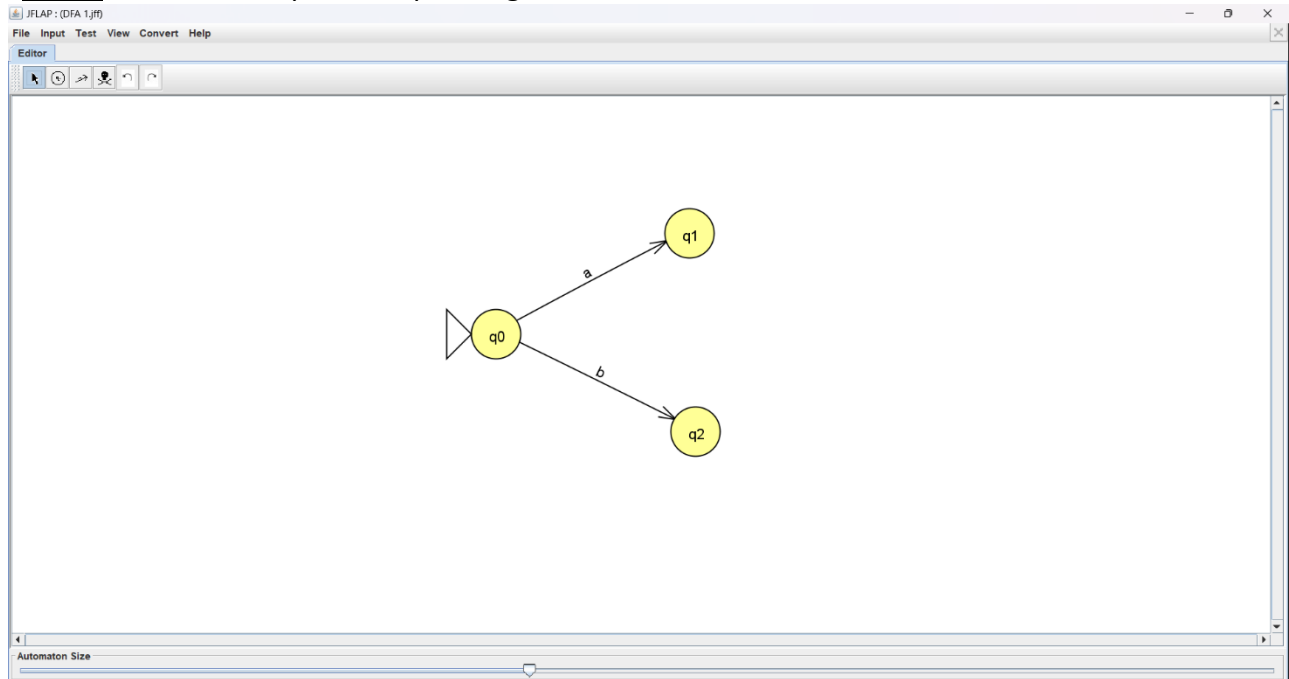 JFLAP : (DFA 1.jff)
File Input Test View Convert Help
Editor
q1
a
q0
b
q2
Automaton Size